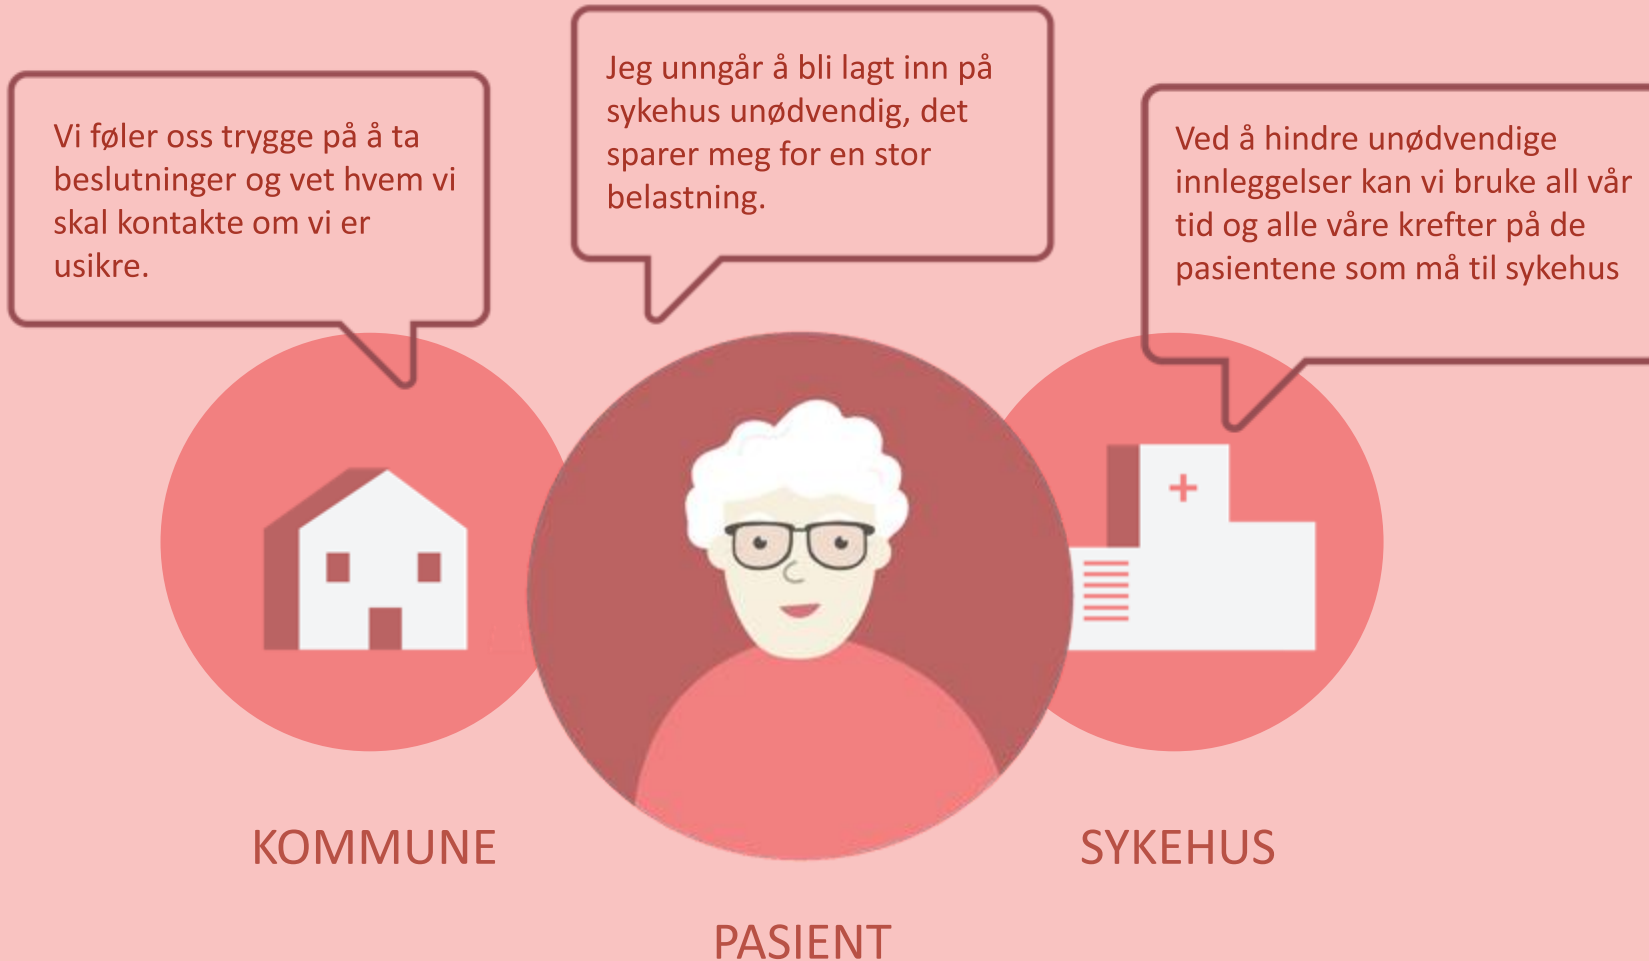 Vi føler oss trygge på å ta
beslutninger og vet hvem vi
skal kontakte om vi er
usikre.
Jeg unngår å bli lagt inn på
sykehus unødvendig, det
sparer meg for en stor
belastning.
Ved å hindre unødvendige
innleggelser kan vi bruke all vår
tid og alle våre krefter på de
pasientene som må til sykehus
KOMMUNE
PASIENT
SYKEHUS